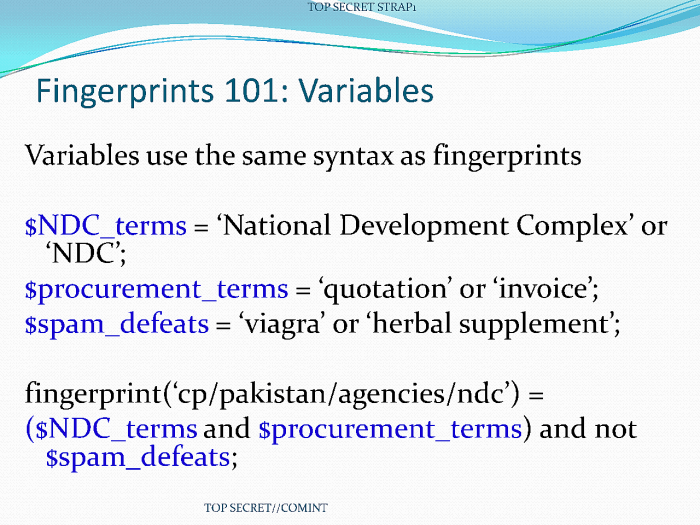 TOP SECRET STRAP1
Fingerprints 101: Variables
Variables use the same syntax as fingerprints
$NDC_terms = ‘National Development Complex’ or
‘NDC’;
$procurement_terms = ‘quotation’ or ‘invoice’;
$spam_defeats = ‘viagra’ or ‘herbal supplement’;
fingerprint(‘cp/pakistan/agencies/ndc’) =
($NDC_terms and $procurement_terms) and not
$spam_defeats;
TOP SECRET//COMINT